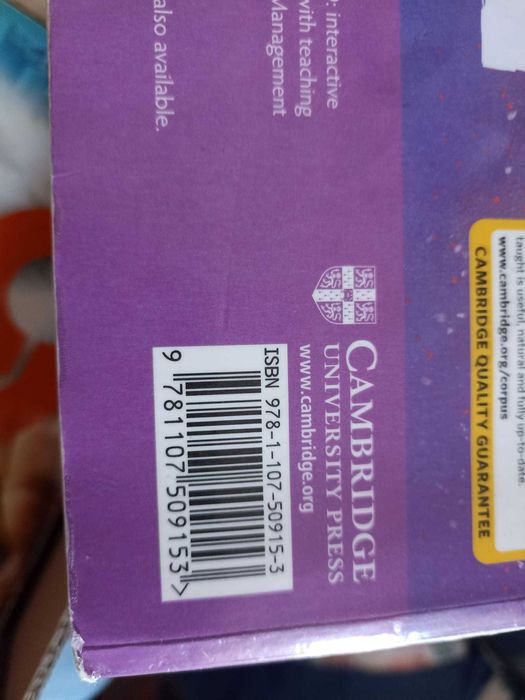 : interactive
with teaching
Management
also available.
taught is useful, natural and fully up-to-date.
www.cambridge.org/corpus
CAMBRIDGE QUALITY GUARANTEE
CAMBRIDGE
UNIVERSITY PRESS
www.cambridge.org
ISBN 978-1-107-50915-3
9 781107 509153 >